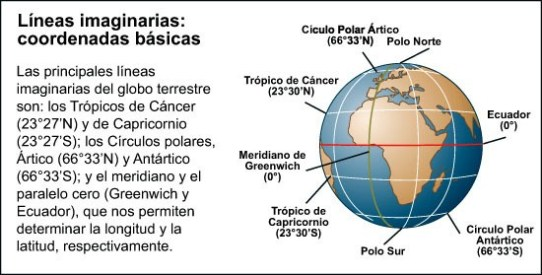 Líneas imaginarias:
coordenadas básicas
Las principales líneas
imaginarias del globo terrestre
son: los Trópicos de Cáncer
(23°27'N) y de Capricornio
(23°27'S); los Círculos polares,
Ártico (66°33'N) y Antártico
(66°33'S); y el meridiano y el
paralelo cero (Greenwich y
Ecuador), que nos permiten
determinar la longitud y la
latitud, respectivamente.
Ciculo Polar Ártico
(66°33'N)
Polo Norte
Trópico de Cáncer
(23°30'N)
Ecuador
(0°)
Meridiano de
Greenwich
(0°)
Trópico de
Capricornio
(23°30'S)
Polo Sur
Circulo Polar
Antártico
(66°33'S)